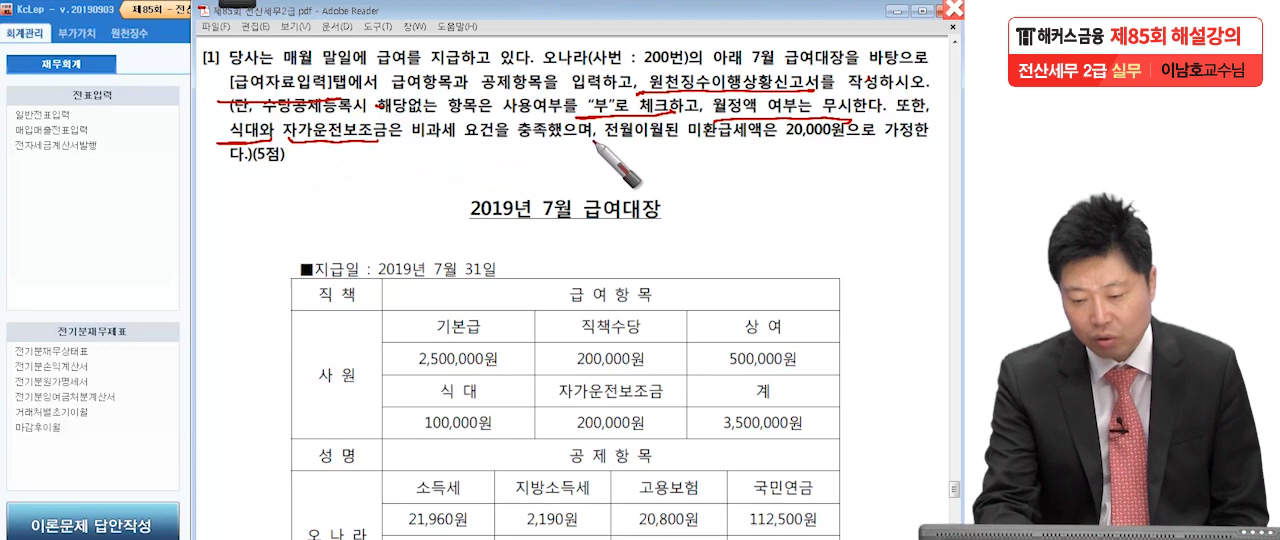 KcLep - v.20190903
제85회 - 전산
회계관리 부가가치 원천징수
재무회계
전표입력
일반전표입력
매입매출전표입력
전자세금계산서발행
전기분재무제표
전기분재무상태표
전기분손익계산서
전기분원가명세서
전기분잉여금처분계산서
거래처별초기이월
마감후이월
이론문제 답안작성
제85회 전산세무2급.pdf - Adobe Reader
파일(F) 편집(E) 보기(V) 문서(D) 도구(T) 창(W) 도움말(H)
[1] 당사는 매월 말일에 급여를 지급하고 있다. 오나라(사번 : 200번)의 아래 7월 급여대장을 바탕으로
[급여자료입력]탭에서 급여항목과 공제항목을 입력하고, 원천징수이행상황신고서를 작성하시오.
(단, 수당공제등록시 해당없는 항목은 사용여부를 “부”로 체크하고, 월정액 여부는 무시한다. 또한,
식대와 자가운전보조금은 비과세 요건을 충족했으며, 전월이월된 미환급세액은 20,000원으로 가정한
다.)(5점)
2019년 7월 급여대장
■지급일 : 2019년 7월 31일
직 책 급 여 항 목
사 원 기본급 직책수당 상 여
2,500,000원 200,000원 500,000원
식 대 자가운전보조금 계
100,000원 200,000원 3,500,000원
성 명 공 제 항 목
오 나 라 소득세 지방소득세 고용보험 국민연금
21,960원 2,190원 20,800원 112,500원
해커스금융 제85회 해설강의
전산세무 2급 실무 이남호교수님